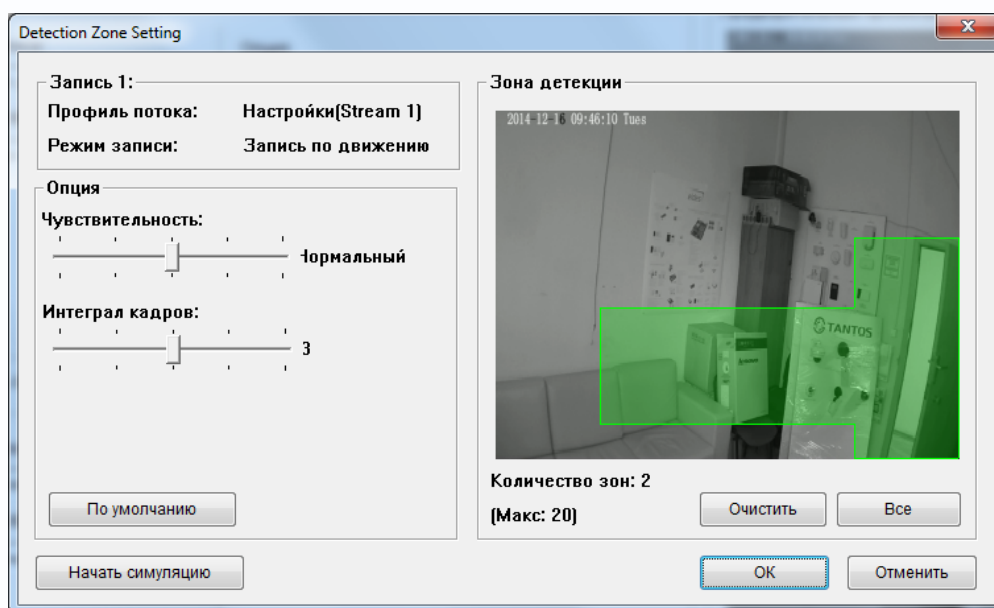 Detection Zone Setting
Запись 1:
Профиль потока: Настройки(Stream 1)
Режим записи: Запись по движению
Опция
Чувствительность:
Нормальный
Интеграл кадров:
3
По умолчанию
Начать симуляцию
Зона детекции
2014-12-16 09:46:10 Tues
TANTOS
Количество зон: 2
(Макс: 20)
Очистить
Все
OK
Отменить